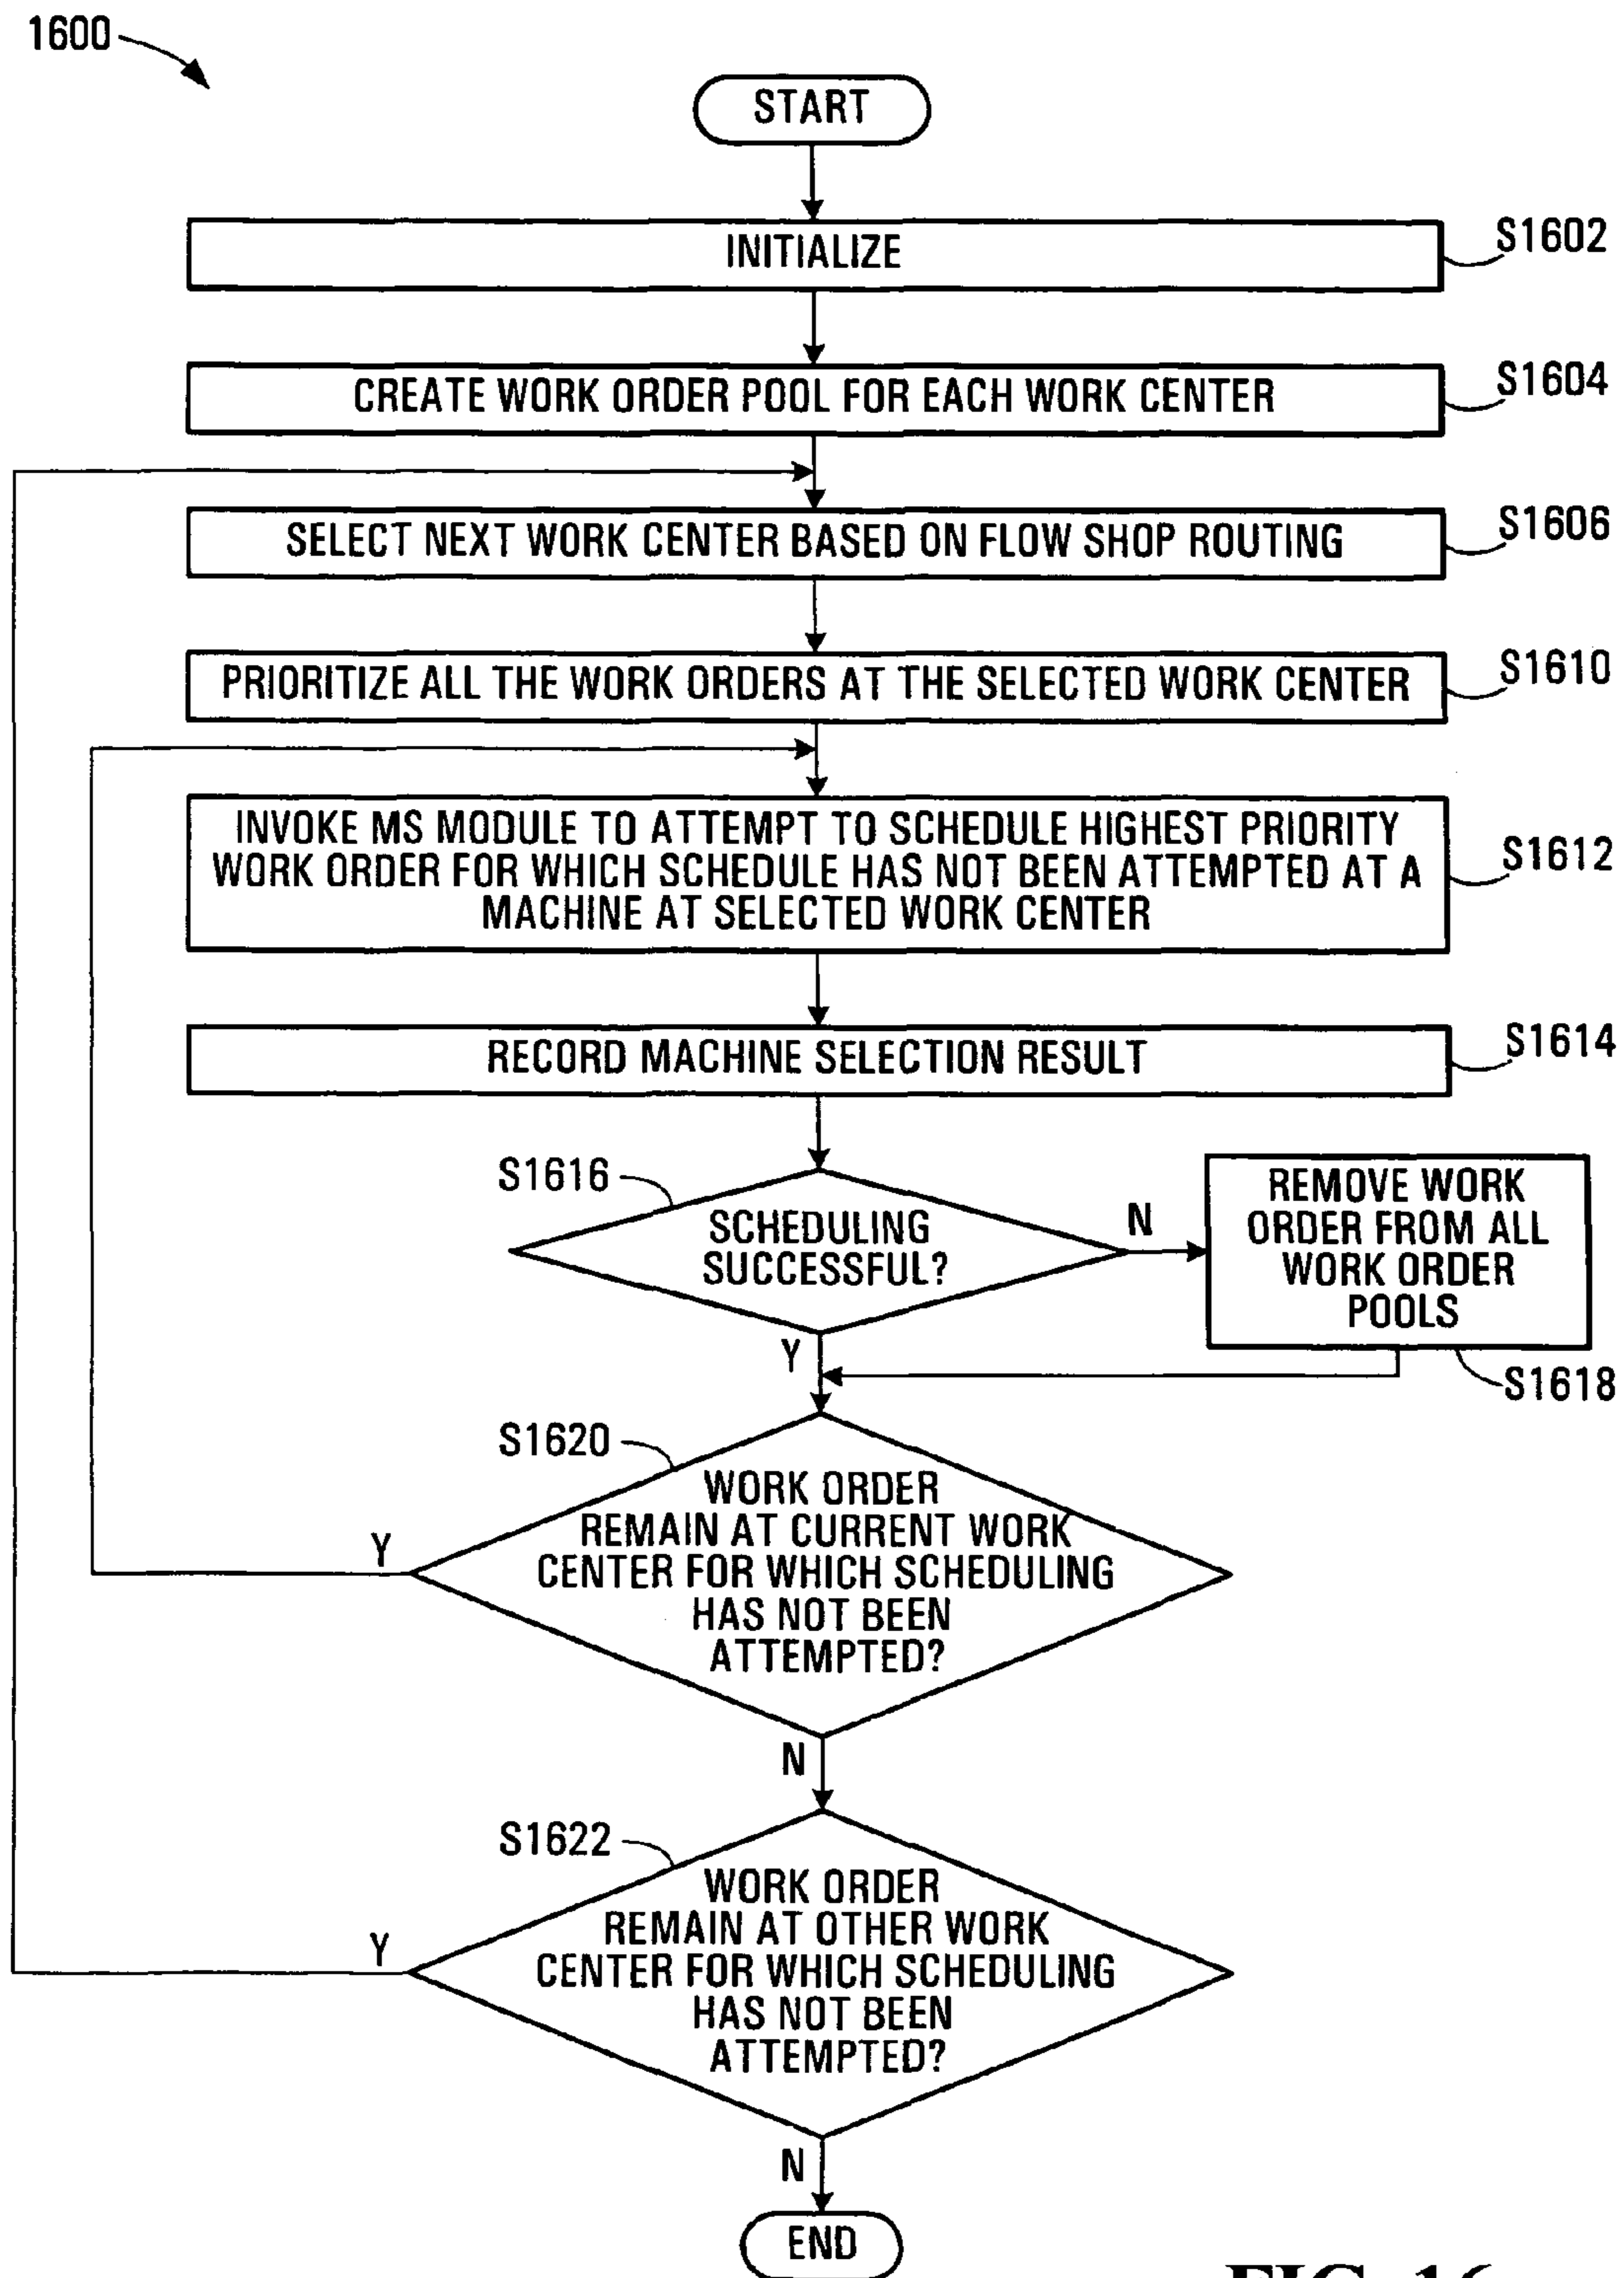 1600
START
INITIALIZE
S1602
CREATE WORK ORDER POOL FOR EACH WORK CENTER
S1604
SELECT NEXT WORK CENTER BASED ON FLOW SHOP ROUTING
S1606
PRIORITIZE ALL THE WORK ORDERS AT THE SELECTED WORK CENTER
S1610
INVOKE MS MODULE TO ATTEMPT TO SCHEDULE HIGHEST PRIORITY
WORK ORDER FOR WHICH SCHEDULE HAS NOT BEEN ATTEMPTED AT A
MACHINE AT SELECTED WORK CENTER
S1612
RECORD MACHINE SELECTION RESULT
S1614
S1616
SCHEDULING
SUCCESSFUL?
N
REMOVE WORK
ORDER FROM ALL
WORK ORDER
POOLS
S1618
Y
S1620
WORK ORDER
REMAIN AT CURRENT WORK
CENTER FOR WHICH SCHEDULING
HAS NOT BEEN
ATTEMPTED?
Y
N
S1622
WORK ORDER
REMAIN AT OTHER WORK
CENTER FOR WHICH SCHEDULING
HAS NOT BEEN
ATTEMPTED?
Y
N
END
FIG. 16